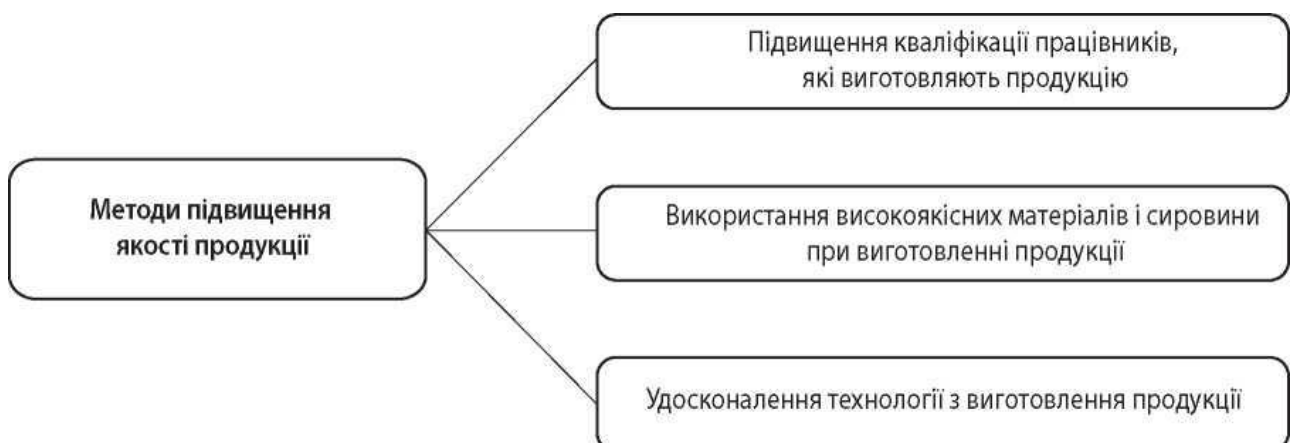 Підвищення кваліфікації працівників,
які виготовляють продукцію
Методи підвищення
якості продукції
Використання високоякісних матеріалів і сировини
при виготовленні продукції
Удосконалення технології з виготовлення продукції